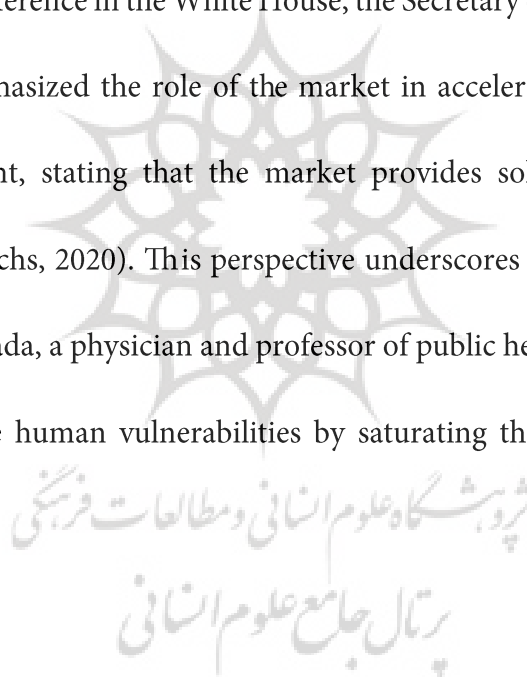 ference in the White House, the Secretary
hasized the role of the market in acceler
nt, stating that the market provides sol
chs, 2020). This perspective underscores
ada, a physician and professor of public he
e human vulnerabilities by saturating th
پژوهشگاه علوم انسانی و مطالعات فرهنگی
پرتال جامع علوم انسانی